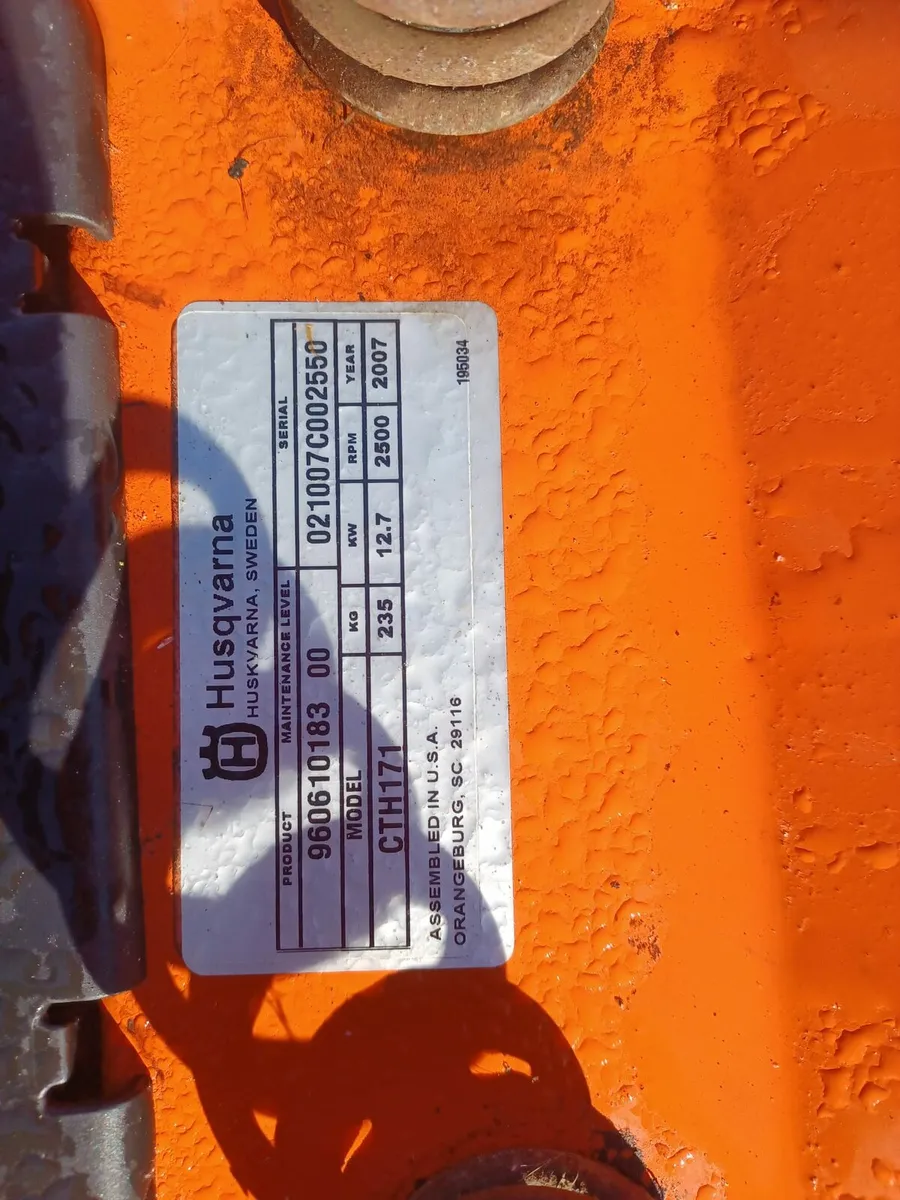 H Husqvarna
HUSKVARNA, SWEDEN
PRODUCT MAINTENANCE LEVEL SERIAL
960610183 00 021007C002550
MODEL KG KW RPM YEAR
CTH171 235 12.7 2500 2007
ASSEMBLED IN U.S.A.
ORANGEBURG, SC 29116
195034